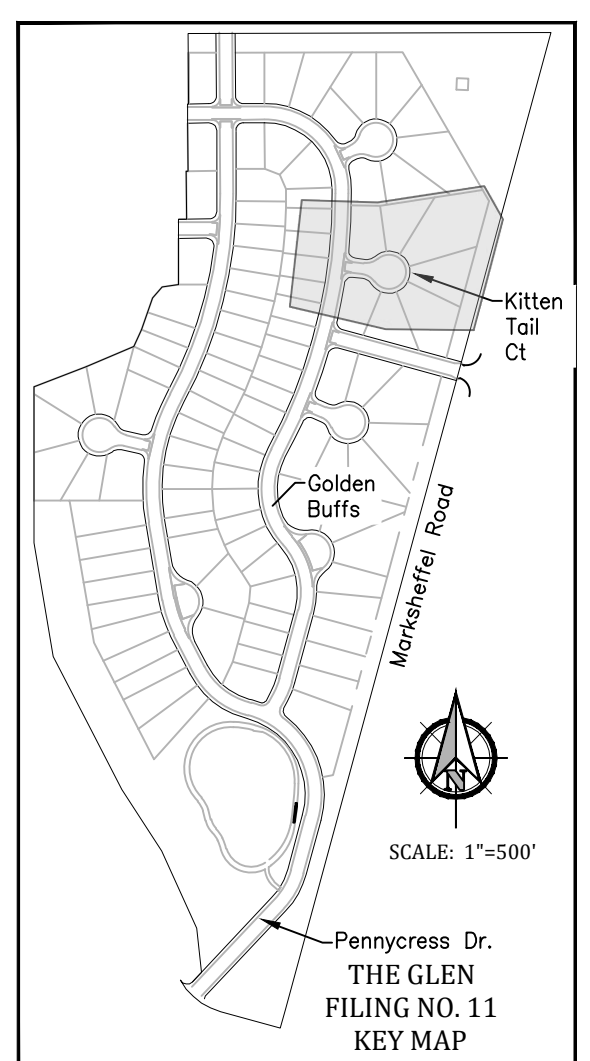 Kitten
Tail
Ct
Golden
Buffs
Marksheffel Road
N
SCALE: 1"=500'
Pennycress Dr.
THE GLEN
FILING NO. 11
KEY MAP